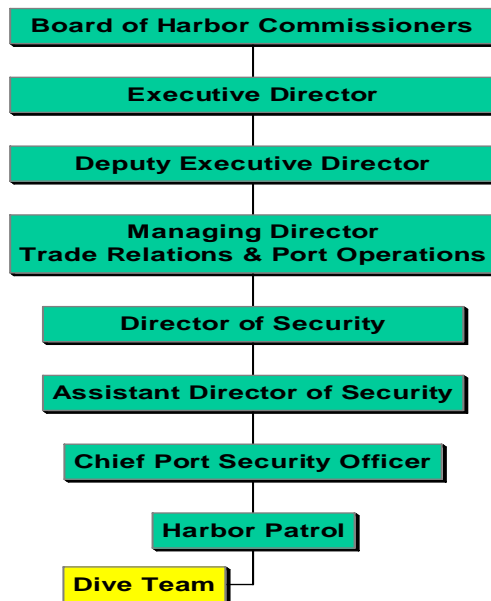 Board of Harbor Commissioners
Executive Director
Deputy Executive Director
Managing Director
Trade Relations & Port Operations
Director of Security
Assistant Director of Security
Chief Port Security Officer
Harbor Patrol
Dive Team